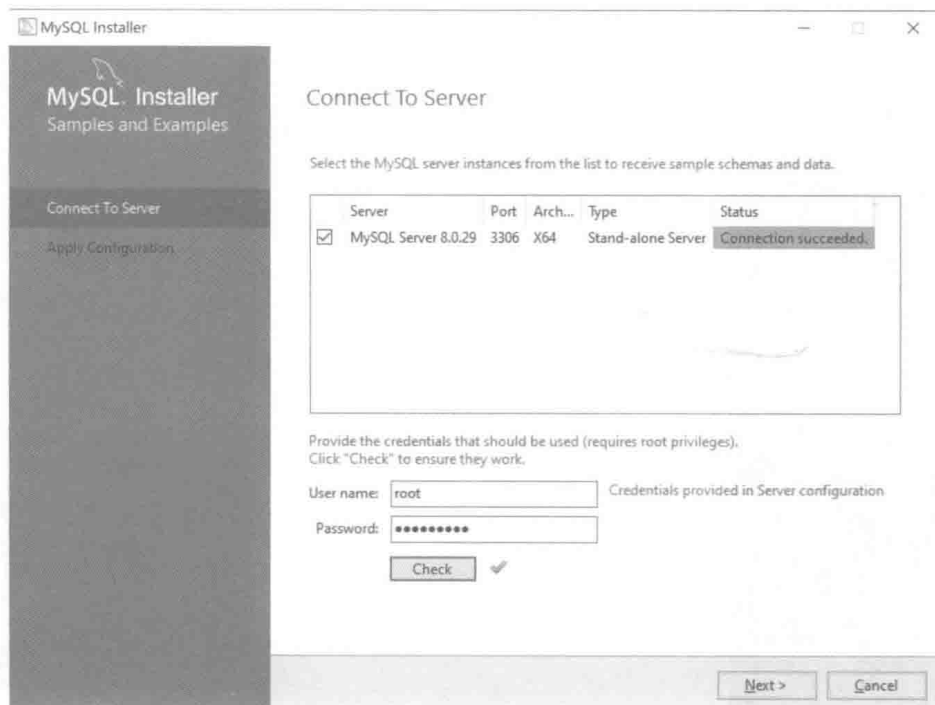 MySQL Installer
MySQL. Installer
Samples and Examples
Connect To Server
Apply Configuration
Connect To Server
Select the MySQL server instances from the list to receive sample schemas and data.
Server Port Arch... Type Status
MySQL Server 8.0.29 3306 X64 Stand-alone Server Connection succeeded.
Provide the credentials that should be used (requires root privileges).
Click "Check" to ensure they work.
User name: root Credentials provided in Server configuration
Password: •••••••••
Check
Next > Cancel